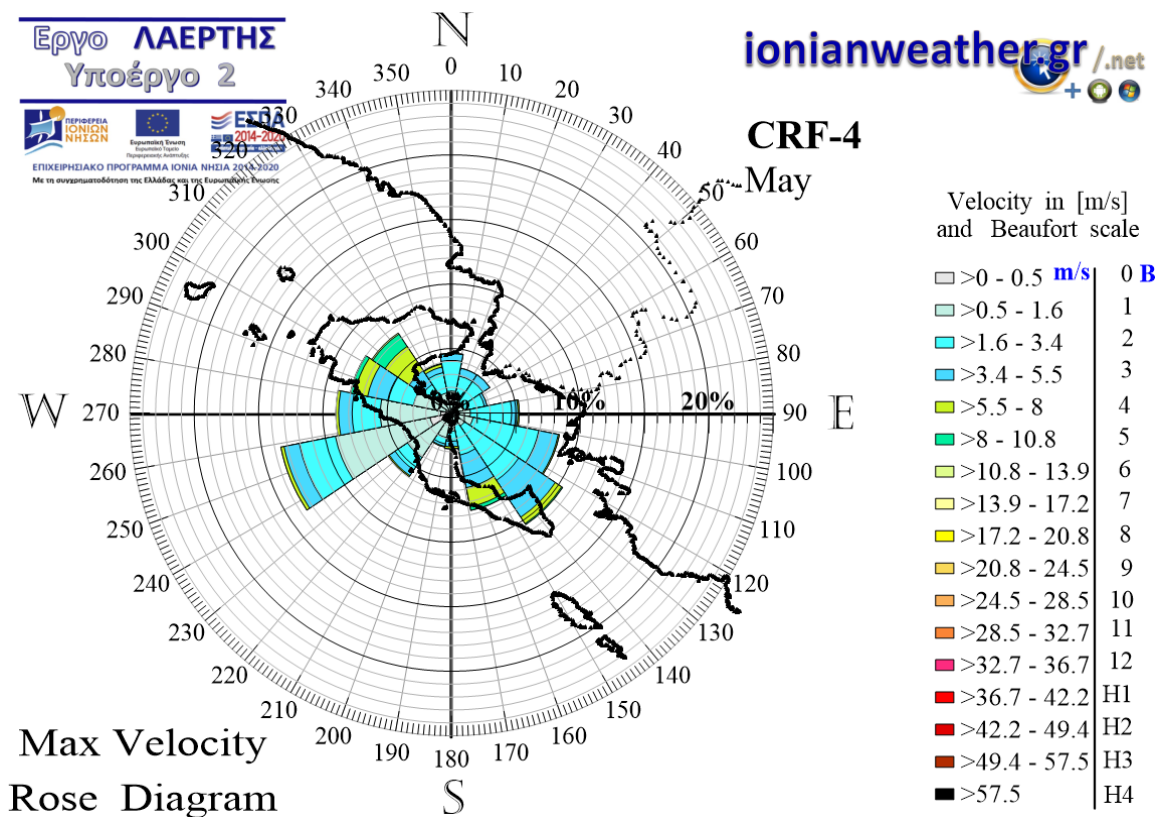 Εργο ΛΑΕΡΤΗΣ
Υποέργο 2
ΠΕΡΙΦΕΡΕΙΑ
ΙΟΝΙΩΝ
ΝΗΣΩΝ
Ευρωπαϊκή Ένωση
Ευρωπαϊκό Ταμείο
Περιφερειακής Ανάπτυξης
ΕΣΠΑ
2014-2020
ΕΠΙΧΕΙΡΗΣΙΑΚΟ ΠΡΟΓΡΑΜΜΑ ΙΟΝΙΑ ΝΗΣΙΑ 2014-2020
Με τη συγχρηματοδότηση της Ελλάδας και της Ευρωπαϊκής Ένωσης
ionianweather.gr /.net
+
CRF-4
May
N
0
10
20
30
40
50
60
70
80
90
E
100
110
120
130
140
150
160
170
180
S
190
200
210
220
230
240
250
260
270
W
280
290
300
310
320
330
340
350
0%
10%
20%
Velocity in [m/s]
and Beaufort scale
>0 - 0.5 m/s 0 B
>0.5 - 1.6 1
>1.6 - 3.4 2
>3.4 - 5.5 3
>5.5 - 8 4
>8 - 10.8 5
>10.8 - 13.9 6
>13.9 - 17.2 7
>17.2 - 20.8 8
>20.8 - 24.5 9
>24.5 - 28.5 10
>28.5 - 32.7 11
>32.7 - 36.7 12
>36.7 - 42.2 H1
>42.2 - 49.4 H2
>49.4 - 57.5 H3
>57.5 H4
Max Velocity
Rose Diagram